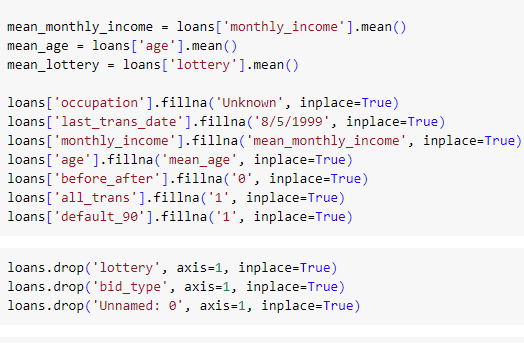 mean_monthly_income = loans['monthly_income'].mean()
mean_age = loans['age'].mean()
mean_lottery = loans['lottery'].mean()
loans['occupation'].fillna('Unknown', inplace=True)
loans['last_trans_date'].fillna('8/5/1999', inplace=True)
loans['monthly_income'].fillna('mean_monthly_income', inplace=True)
loans['age'].fillna('mean_age', inplace=True)
loans['before_after'].fillna('0', inplace=True)
loans['all_trans'].fillna('1', inplace=True)
loans['default_90'].fillna('1', inplace=True)
loans.drop('lottery', axis=1, inplace=True)
loans.drop('bid_type', axis=1, inplace=True)
loans.drop('Unnamed: 0', axis=1, inplace=True)